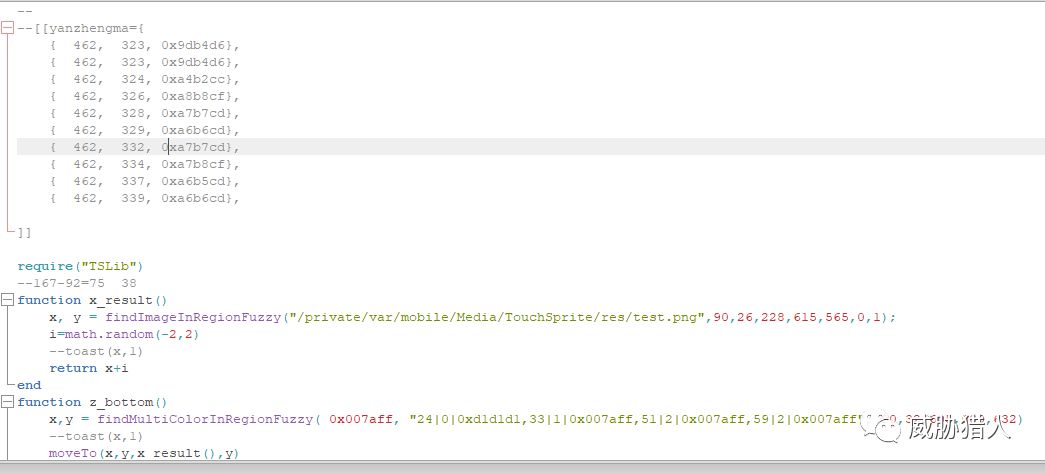 --
--[[yanzhengma={
{ 462, 323, 0x9db4d6},
{ 462, 323, 0x9db4d6},
{ 462, 324, 0xa4b2cc},
{ 462, 326, 0xa8b8cf},
{ 462, 328, 0xa7b7cd},
{ 462, 329, 0xa6b6cd},
{ 462, 332, 0xa7b7cd},
{ 462, 334, 0xa7b8cf},
{ 462, 337, 0xa6b5cd},
{ 462, 339, 0xa6b6cd},
]]
require("TSLib")
--167-92=75 38
function x_result()
x, y = findImageInRegionFuzzy("/private/var/mobile/Media/TouchSprite/res/test.png",90,26,228,615,565,0,1);
i=math.random(-2,2)
--toast(x,1)
return x+i
end
function z_bottom()
x,y = findMultiColorInRegionFuzzy( 0x007aff, "24|0|0xd1d1d1,33|1|0x007aff,51|2|0x007aff,59|2|0x007aff"
--toast(x,1)
moveTo(x,y,x_result(),y)
威胁猎人